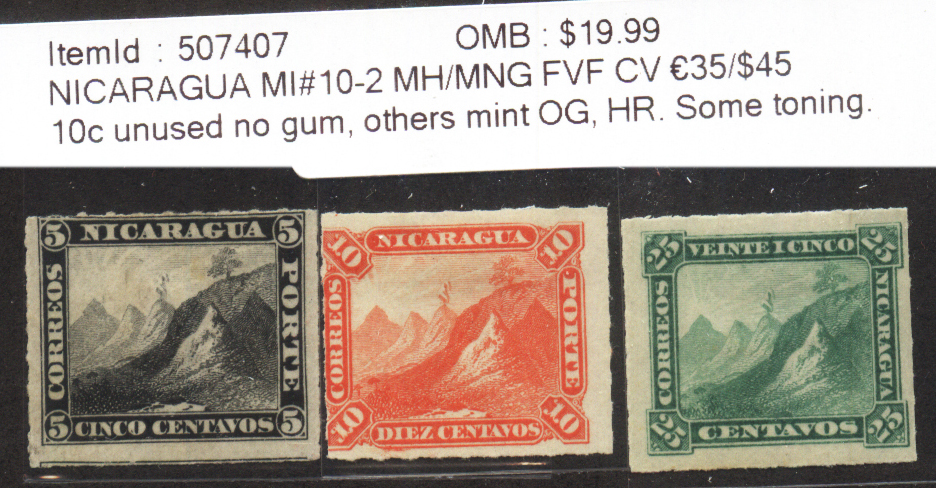 ItemId : 507407 OMB : $19.99
NICARAGUA MI#10-2 MH/MNG FVF CV €35/$45
10c unused no gum, others mint OG, HR. Some toning.
5 NICARAGUA 5
CORREOS
PORTE
5 CINCO CENTAVOS 5
10 NICARAGUA 10
CORREOS
PORTE
10 DIEZ CENTAVOS 10
25 VEINTE I CINCO 25
CORREOS
NICARAGUA
25 CENTAVOS 25